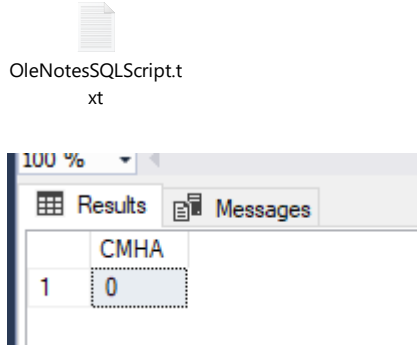 OleNotesSQLScript.t
xt
100 %
Results Messages
CMHA
1 0